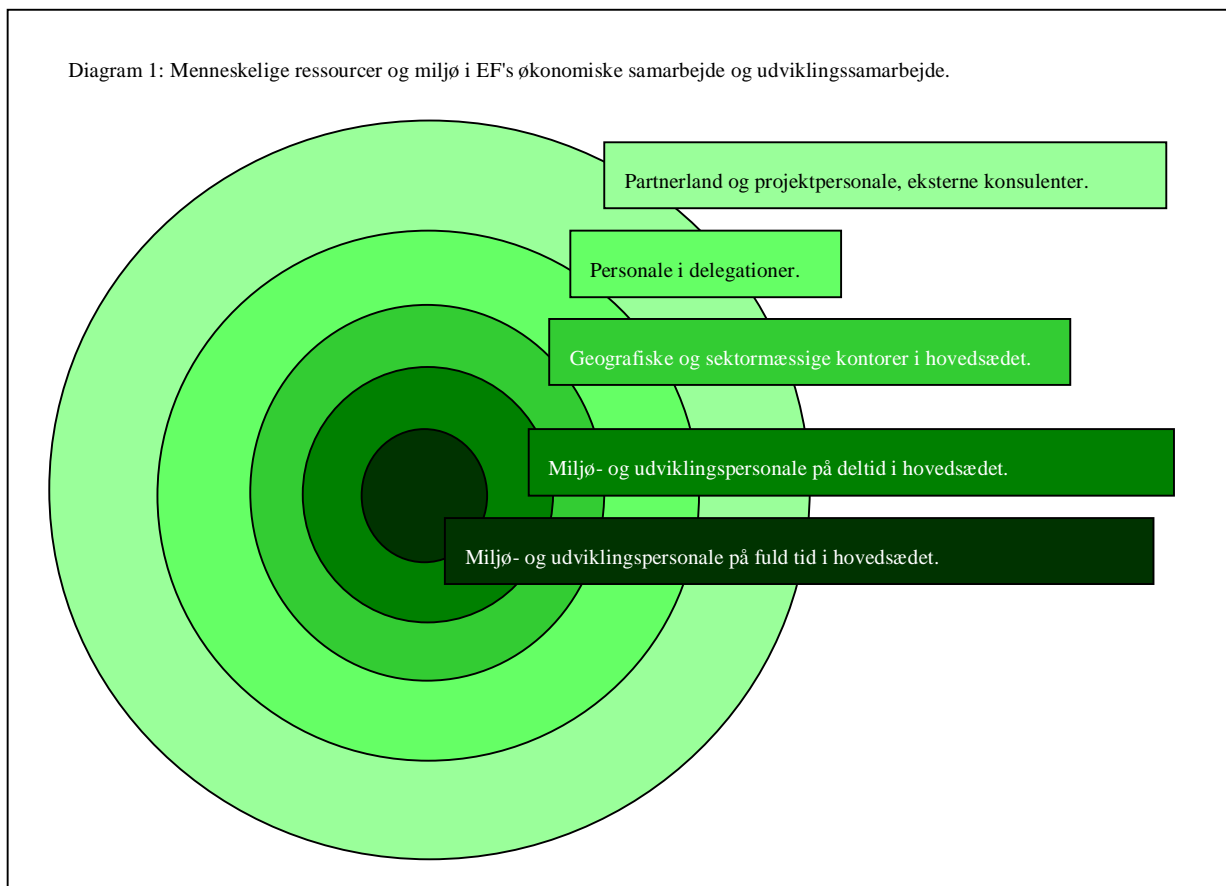 Diagram 1: Menneskelige ressourcer og miljø i EF's økonomiske samarbejde og udviklingssamarbejde.
Partnerland og projektpersonale, eksterne konsulenter.
Personale i delegationer.
Geografiske og sektormæssige kontorer i hovedsædet.
Miljø- og udviklingspersonale på deltid i hovedsædet.
Miljø- og udviklingspersonale på fuld tid i hovedsædet.